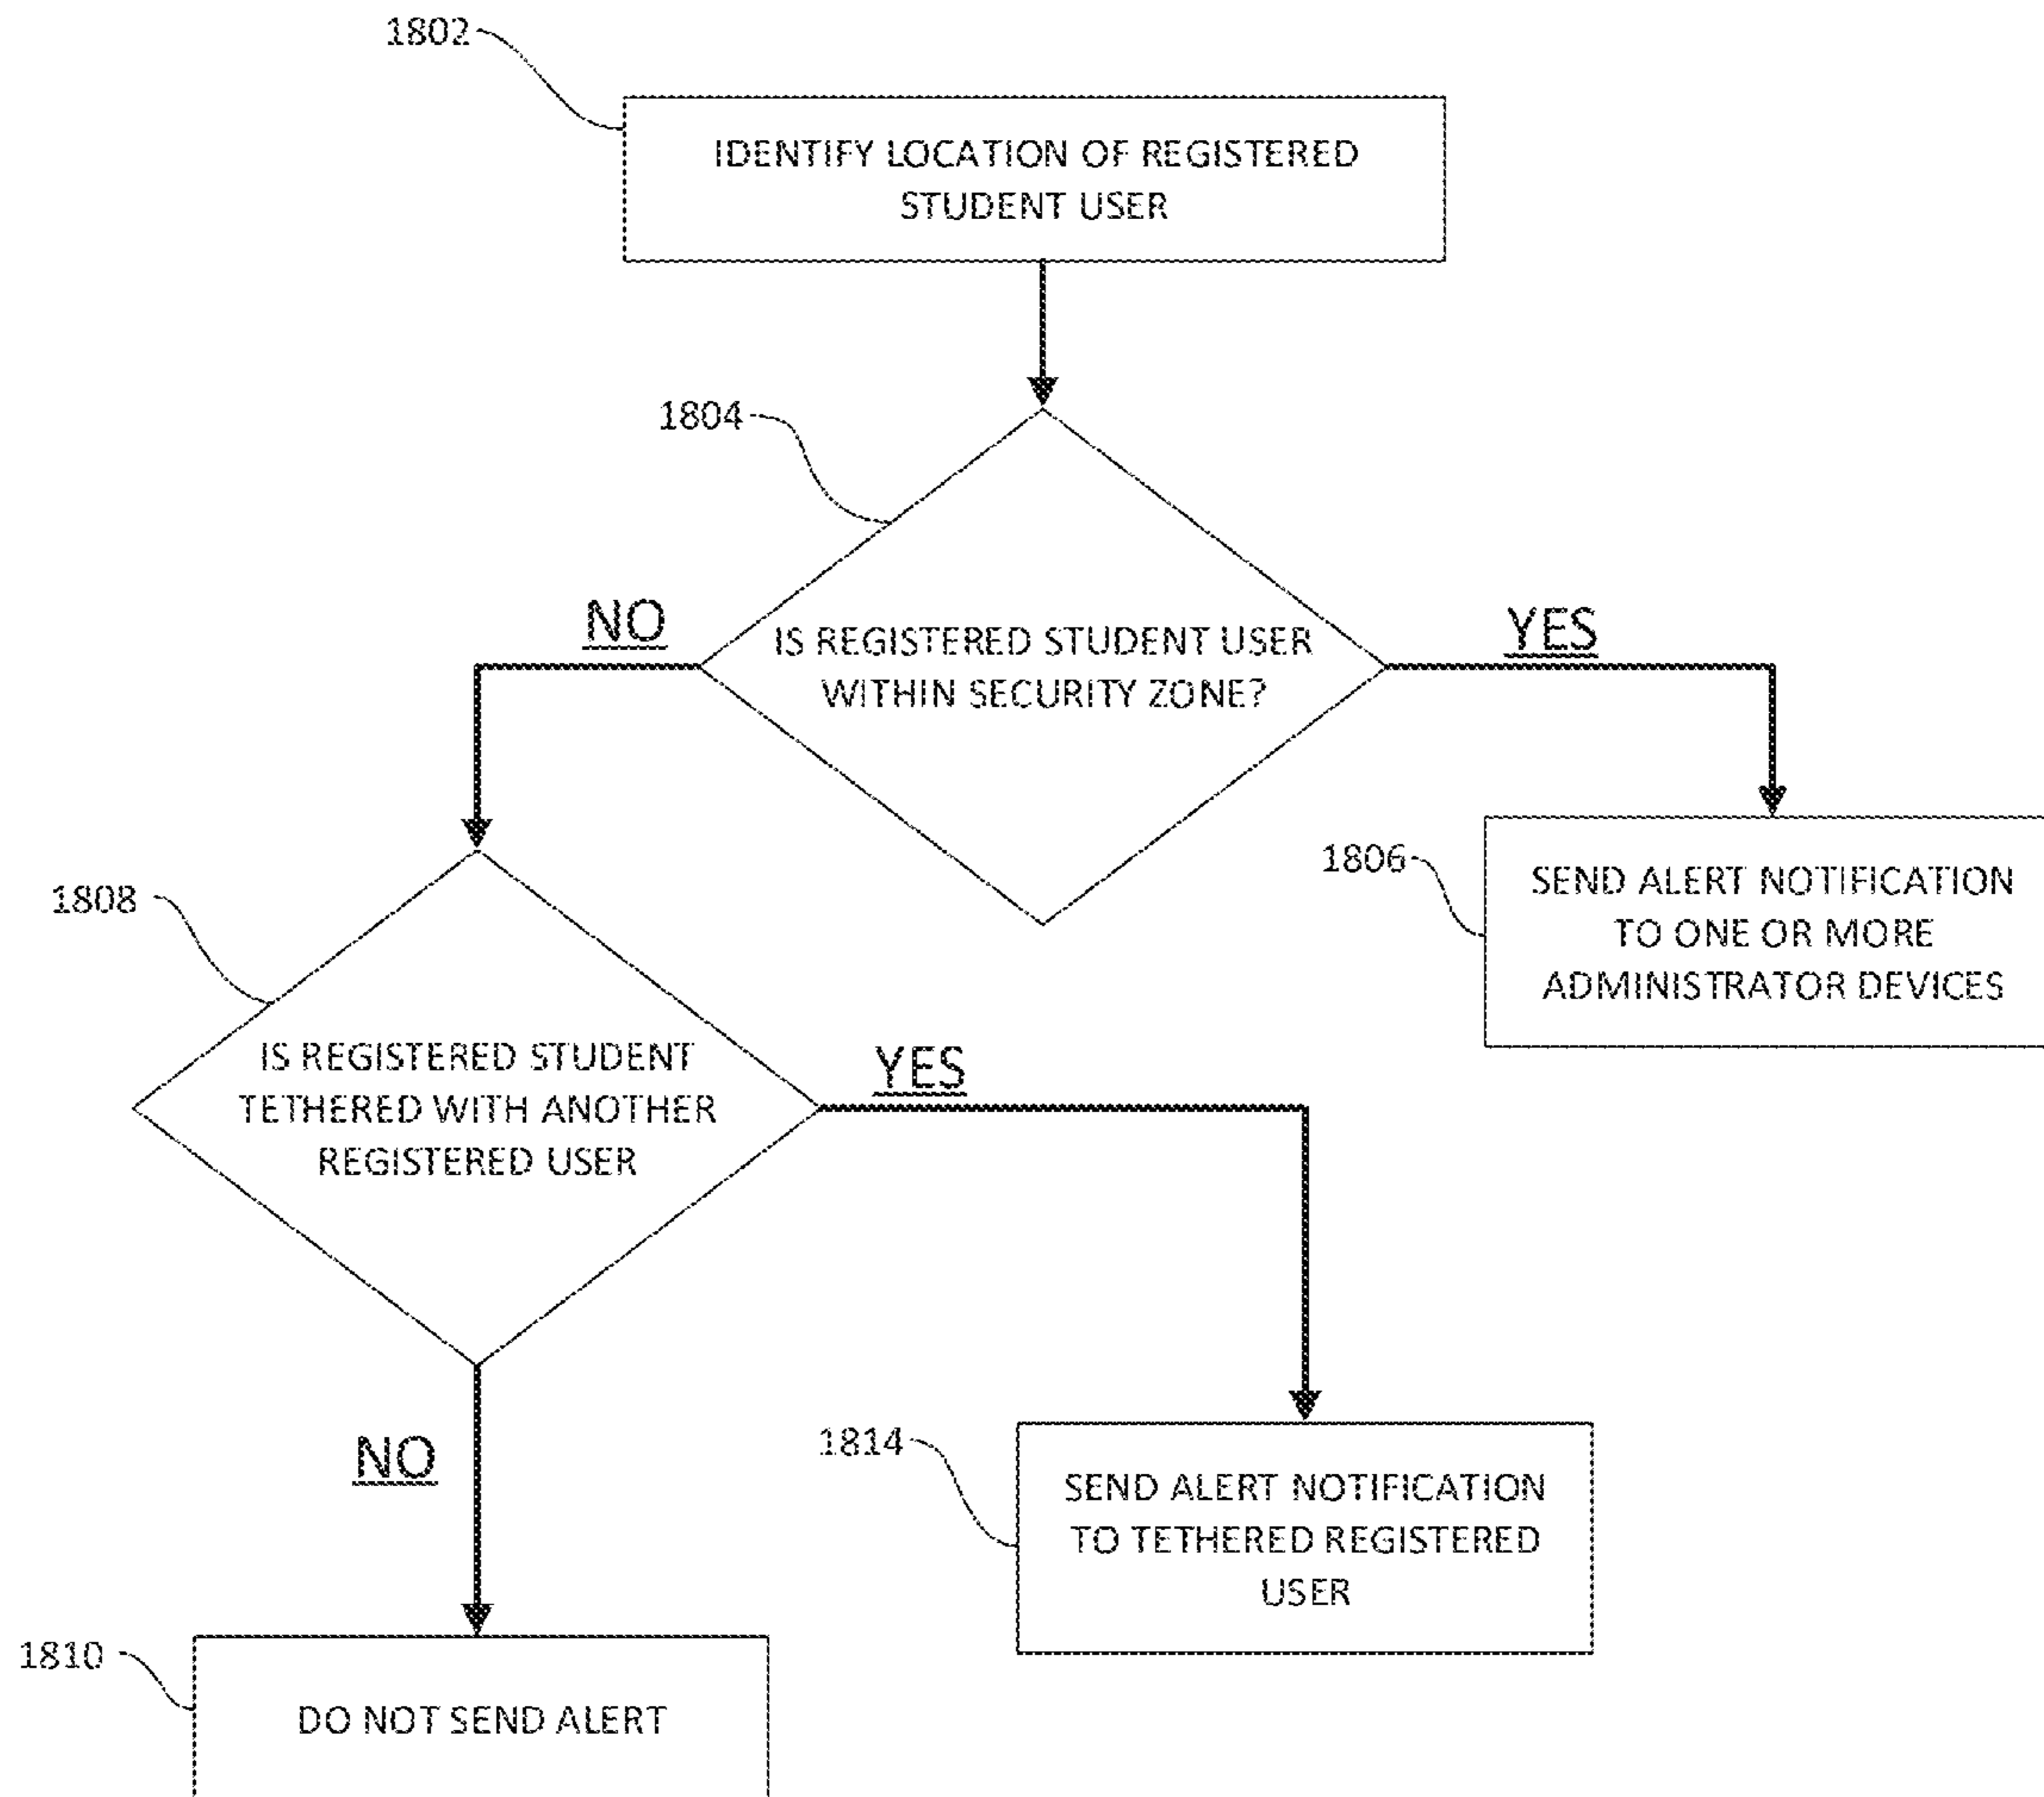 1802
IDENTIFY LOCATION OF REGISTERED
STUDENT USER
1804
NO
YES
IS REGISTERED STUDENT USER
WITHIN SECURITY ZONE?
1806
SEND ALERT NOTIFICATION
TO ONE OR MORE
ADMINISTRATOR DEVICES
1808
IS REGISTERED STUDENT
TETHERED WITH ANOTHER
REGISTERED USER
YES
NO
1814
SEND ALERT NOTIFICATION
TO TETHERED REGISTERED
USER
1810
DO NOT SEND ALERT